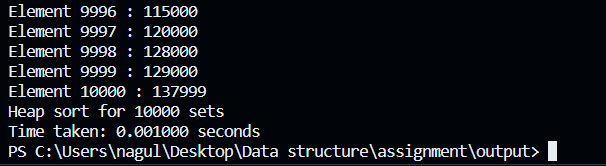 Element 9996 : 115000
Element 9997 : 120000
Element 9998 : 128000
Element 9999 : 129000
Element 10000 : 137999
Heap sort for 10000 sets
Time taken: 0.001000 seconds
PS C:\Users\nagul\Desktop\Data structure\assignment\output>